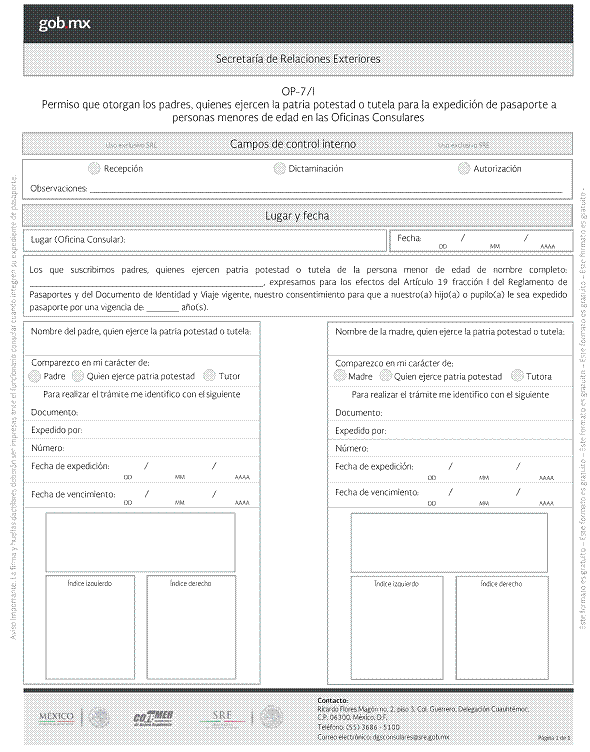 gob.mx
Secretaría de Relaciones Exteriores
OP-7/I
Permiso que otorgan los padres, quienes ejercen la patria potestad o tutela para la expedición de pasaporte a
personas menores de edad en las Oficinas Consulares
Uso exclusivo SRE Campos de control interno Uso exclusivo SRE
Recepción Dictaminación Autorización
Observaciones:
Lugar y fecha
Lugar (Oficina Consular): Fecha: / /
DD MM AAAA
Los que suscribimos padres, quienes ejercen patria potestad o tutela de la persona menor de edad de nombre completo:
, expresamos para los efectos del Artículo 19 fracción I del Reglamento de
Pasaportes y del Documento de Identidad y Viaje vigente, nuestro consentimiento para que a nuestro(a) hijo(a) o pupilo(a) le sea expedido
pasaporte por una vigencia de año(s).
Nombre del padre, quien ejerce la patria potestad o tutela:
Comparezco en mi carácter de:
Padre Quien ejerce patria potestad Tutor
Para realizar el trámite me identifico con el siguiente
Documento:
Expedido por:
Número:
Fecha de expedición: / /
DD MM AAAA
Fecha de vencimiento: / /
DD MM AAAA
Índice izquierdo Índice derecho
Nombre de la madre, quien ejerce la patria potestad o tutela:
Comparezco en mi carácter de:
Madre Quien ejerce patria potestad Tutora
Para realizar el trámite me identifico con el siguiente
Documento:
Expedido por:
Número:
Fecha de expedición: / /
DD MM AAAA
Fecha de vencimiento: / /
DD MM AAAA
Índice izquierdo Índice derecho
Aviso Importante: La firma y huellas dactilares deberán ser impresas ante el funcionario consular cuando integren su expediente de pasaporte.
Este formato es gratuito – Este formato es gratuito – Este formato es gratuito – Este formato es gratuito -
MÉXICO
COFEMER
SRE
Contacto:
Ricardo Flores Magón no. 2, piso 3, Col. Guerrero, Delegación Cuauhtémoc,
C.P. 06300, México, D.F.
Teléfono: (55) 3686 - 5100
Correo electrónico: dgsconsulares@sre.gob.mx
Página 1 de 1